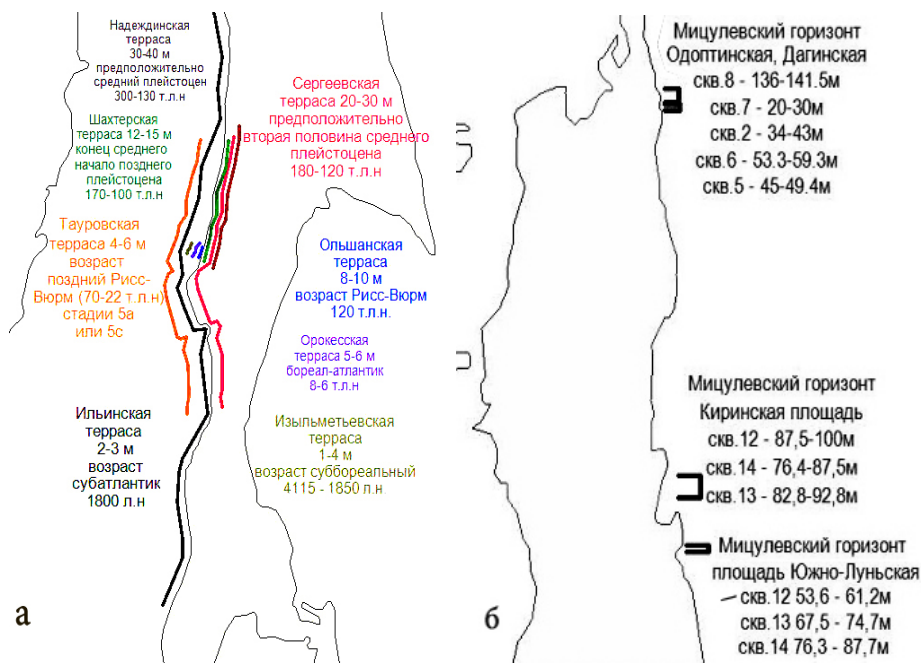 Надеждинская
терраса
30-40 м
предположительно
средний плейстоцен
300-130 т.л.н
Шахтерская
терраса 12-15 м
конец среднего
начало позднего
плейстоцена
170-100 т.л.н
Тауровская
терраса 4-6 м
возраст
поздний Рисс-
Вюрм (70-22 т.л.н)
стадии 5а
или 5с
Ильинская
терраса
2-3 м
возраст
субатлантик
1800 л.н
Сергеевская
терраса 20-30 м
предположительно
вторая половина среднего
плейстоцена
180-120 т.л.н
Ольшанская
терраса
8-10 м
возраст Рисс-Вюрм
120 т.л.н.
Орокесская
терраса 5-6 м
бореал-атлантик
8-6 т.л.н
Изыльметьевская
терраса
1-4 м
возраст суббореальный
4115 - 1850 л.н
а
Мицулевский горизонт
Одоптинская, Дагинская
скв.8 - 136-141.5м
скв.7 - 20-30м
скв.2 - 34-43м
скв.6 - 53.3-59.3м
скв.5 - 45-49.4м
Мицулевский горизонт
Киринская площадь
скв.12 - 87,5-100м
скв.14 - 76,4-87,5м
скв.13 - 82,8-92,8м
Мицулевский горизонт
площадь Южно-Луньская
скв.12 53,6 - 61,2м
скв.13 67,5 - 74,7м
скв.14 76,3 - 87,7м
б